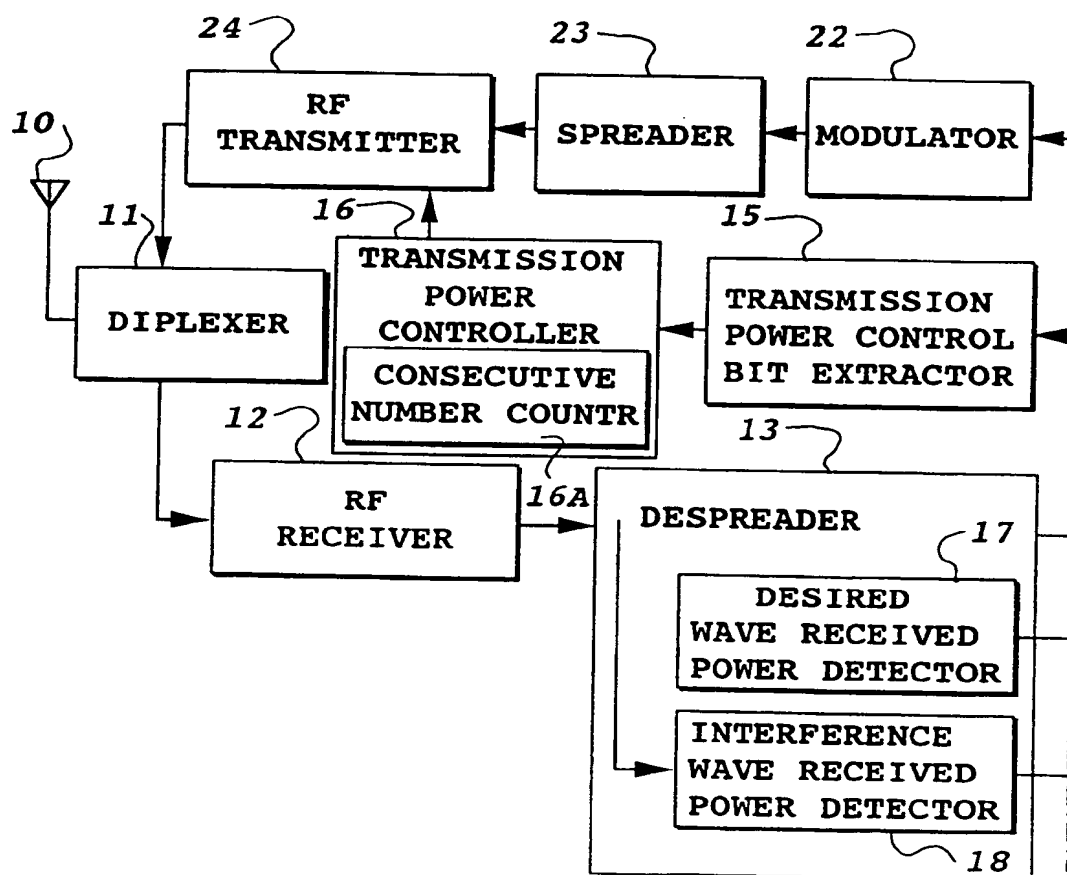 24
23
22
RF
TRANSMITTER
SPREADER
MODULATOR
10
11
16
15
DIPLEXER
TRANSMISSION
POWER
CONTROLLER
CONSECUTIVE
NUMBER COUNTR
TRANSMISSION
POWER CONTROL
BIT EXTRACTOR
12
16A
13
RF
RECEIVER
DESPREADER
17
DESIRED
WAVE RECEIVED
POWER DETECTOR
INTERFERENCE
WAVE RECEIVED
POWER DETECTOR
18